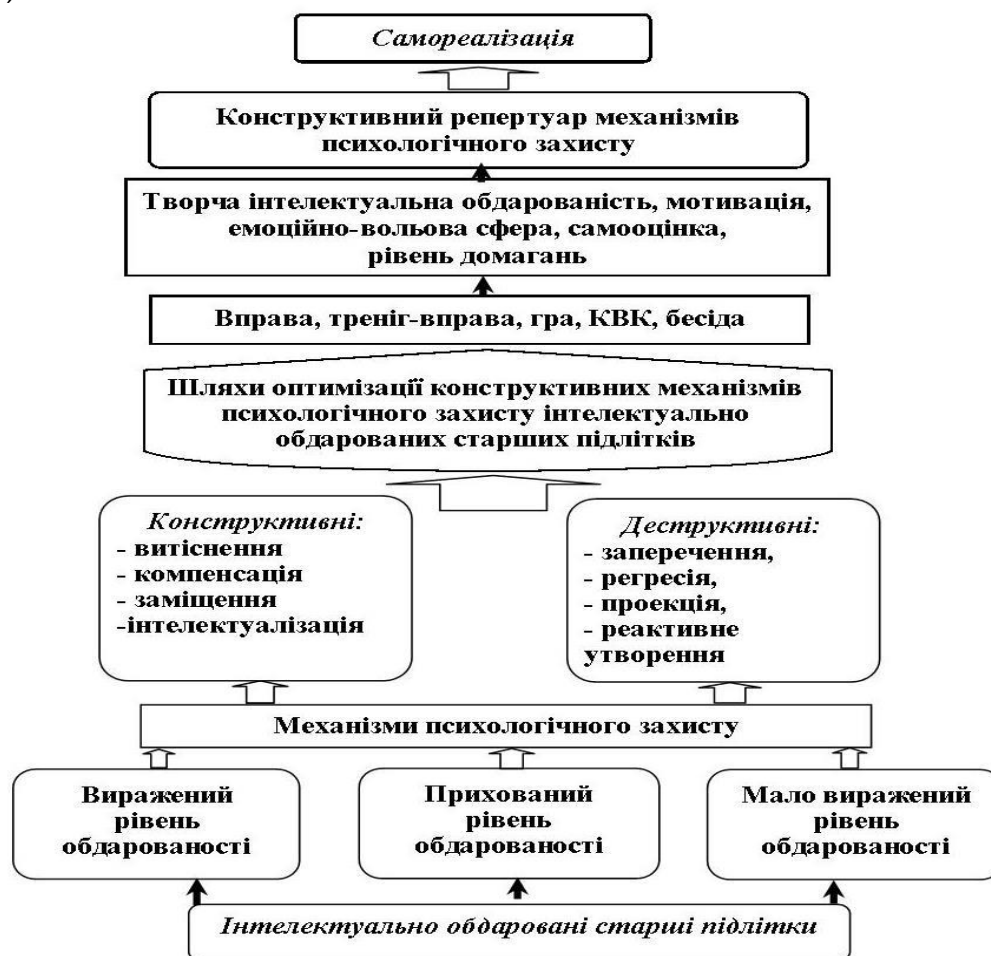 )
Самореалізація
Конструктивний репертуар механізмів
психологічного захисту
Творча інтелектуальна обдарованість, мотивація,
емоційно-вольова сфера, самооцінка,
рівень домагань
Вправа, треніг-вправа, гра, КВК, бесіда
Шляхи оптимізації конструктивних механізмів
психологічного захисту інтелектуально
обдарованих старших підлітків
Конструктивні:
- витіснення
- компенсація
- заміщення
-інтелектуалізація
Деструктивні:
- заперечення,
- регресія,
- проекція,
- реактивне
утворення
Механізми психологічного захисту
Виражений
рівень
обдарованості
Прихований
рівень
обдарованості
Мало виражений
рівень
обдарованості
Інтелектуально обдаровані старші підлітки